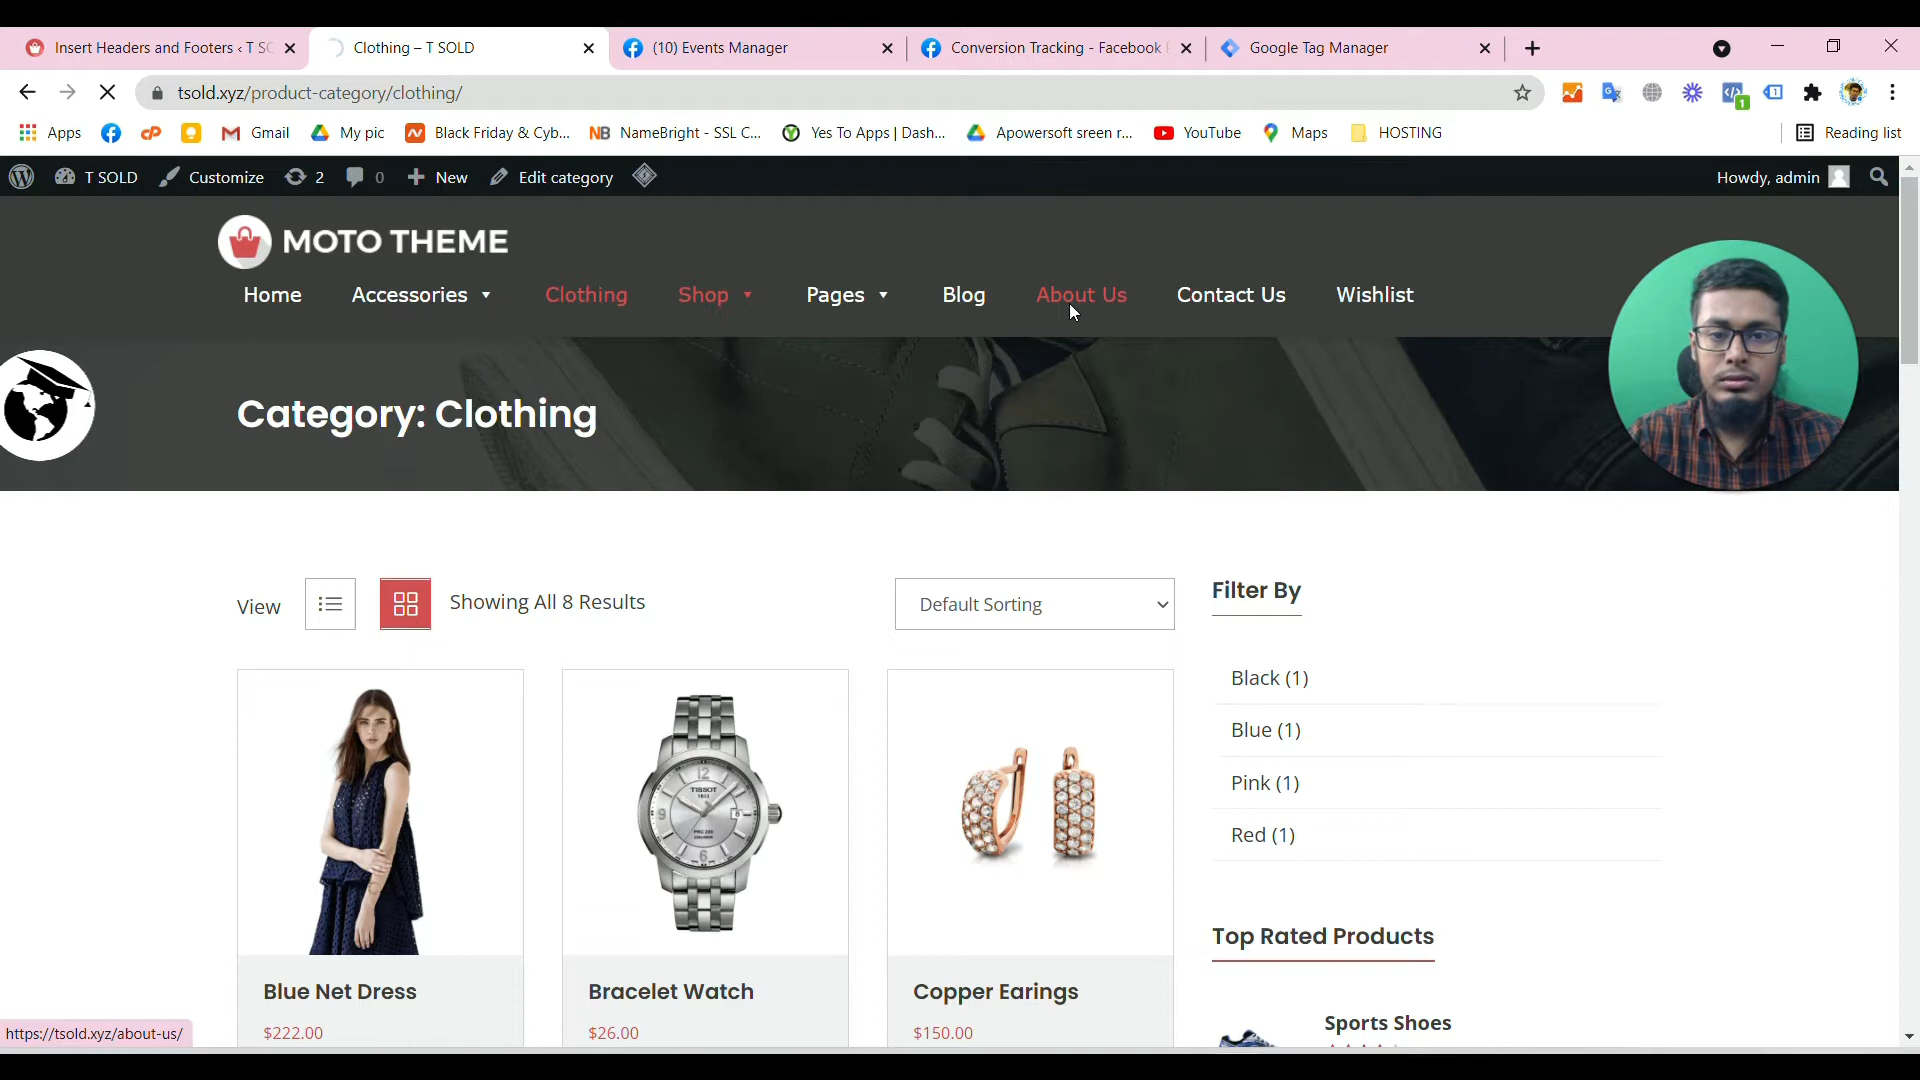 Insert Headers and Footers ‹ T SO
Clothing – T SOLD
(10) Events Manager
Conversion Tracking - Facebook
Google Tag Manager
tsold.xyz/product-category/clothing/
1
Apps
Gmail
My pic
Black Friday & Cyb...
NameBright - SSL C...
Yes To Apps | Dash...
Apowersoft sreen r...
YouTube
Maps
HOSTING
Reading list
T SOLD
Customize
2
0
New
Edit category
Howdy, admin
MOTO THEME
Home
Accessories
Clothing
Shop
Pages
Blog
About Us
Contact Us
Wishlist
Category: Clothing
View
Showing All 8 Results
Default Sorting
Filter By
Black (1)
Blue (1)
Pink (1)
Red (1)
TISSOT
Top Rated Products
Blue Net Dress
Bracelet Watch
Copper Earings
Sports Shoes
$222.00
$26.00
$150.00
https://tsold.xyz/about-us/